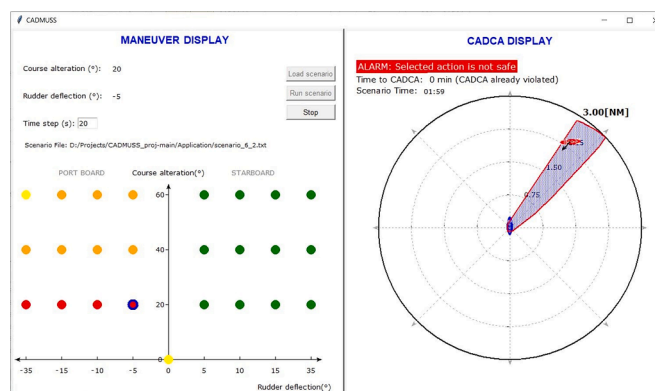 CADMUSS
MANEUVER DISPLAY
Course alteration (°): 20
Rudder deflection (°): -5
Time step (s): 20
Load scenario
Run scenario
Stop
Scenario File: D:/Projects/CADMUSS_proj-main/Application/scenario_6_2.txt
PORT BOARD Course alteration(°) STARBOARD
60
40
20
0
-35 -15 -10 -5 0 5 10 15 35
Rudder deflection(°)
CADCA DISPLAY
ALARM: Selected action is not safe
Time to CADCA: 0 min (CADCA already violated)
Scenario Time: 01:59
3.00[NM]
1.50
0.75